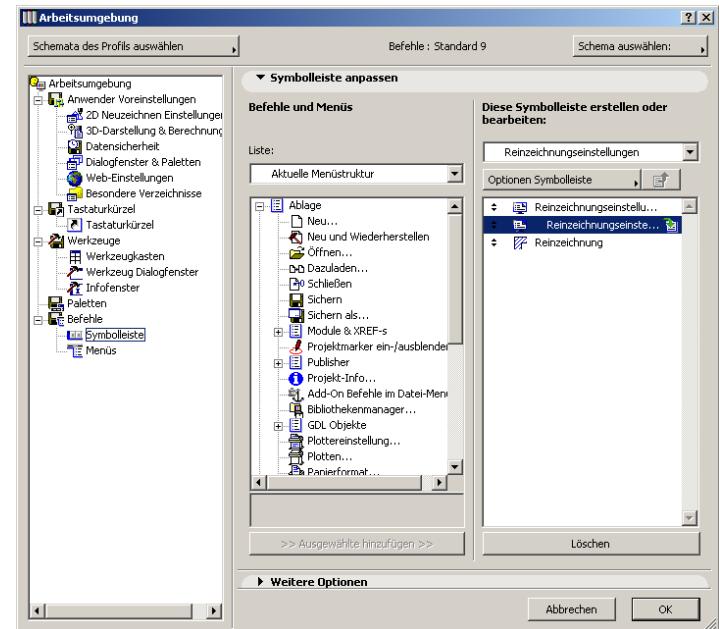 Arbeitsumgebung
Schemata des Profils auswählen
Befehle : Standard 9
Schema auswählen:
Arbeitsumgebung
Anwender Voreinstellungen
2D Neuzeichnen Einstellunger
3D-Darstellung & Berechnung
Datensicherheit
Dialogfenster & Paletten
Web-Einstellungen
Besondere Verzeichnisse
Tastaturkürzel
Tastaturkürzel
Werkzeuge
Werkzeugkasten
Werkzeug Dialogfenster
Infofenster
Paletten
Befehle
Symbolleiste
Menüs
Symbolleiste anpassen
Befehle und Menüs
Liste:
Aktuelle Menüstruktur
Ablage
Neu...
Neu und Wiederherstellen
Öffnen...
Dazuladen...
Schließen
Sichern
Sichern als...
Module & XREF-s
Projektmarker ein-/ausblender
Publisher
Projekt-Info...
Add-On Befehle im Datei-Menü
Bibliothekenmanager...
GDL Objekte
Plottereinstellung...
Plotten...
Papierformat...
>> Ausgewählte hinzufügen >>
Diese Symbolleiste erstellen oder
bearbeiten:
Reinzeichnungseinstellungen
Optionen Symbolleiste
Reinzeichnungseinstellu...
Reinzeichnungseinste...
Reinzeichnung
Löschen
Weitere Optionen
Abbrechen
OK